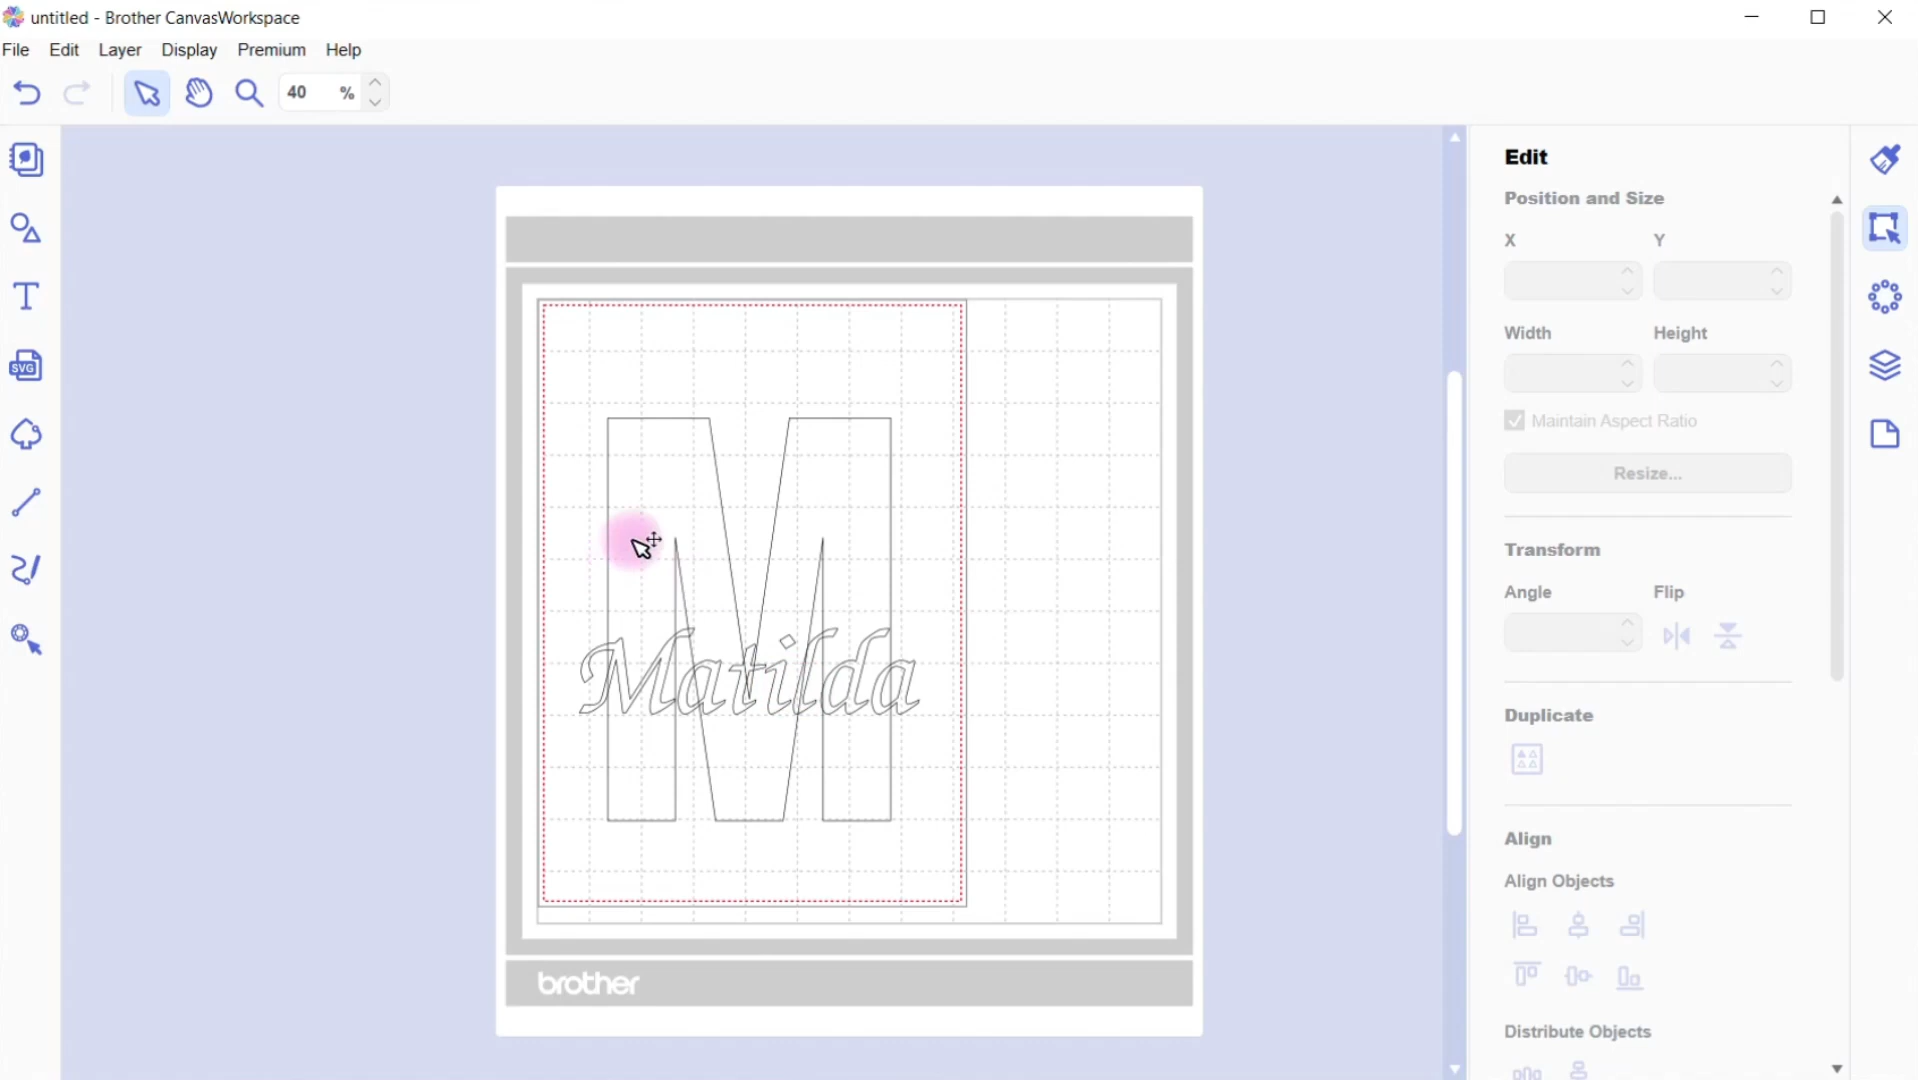 untitled - Brother CanvasWorkspace
File Edit Layer Display Premium Help
40 %
SVG
M
Matilda
brother
Edit
Position and Size
X Y
Width Height
Maintain Aspect Ratio
Resize...
Transform
Angle Flip
Duplicate
Align
Align Objects
Distribute Objects